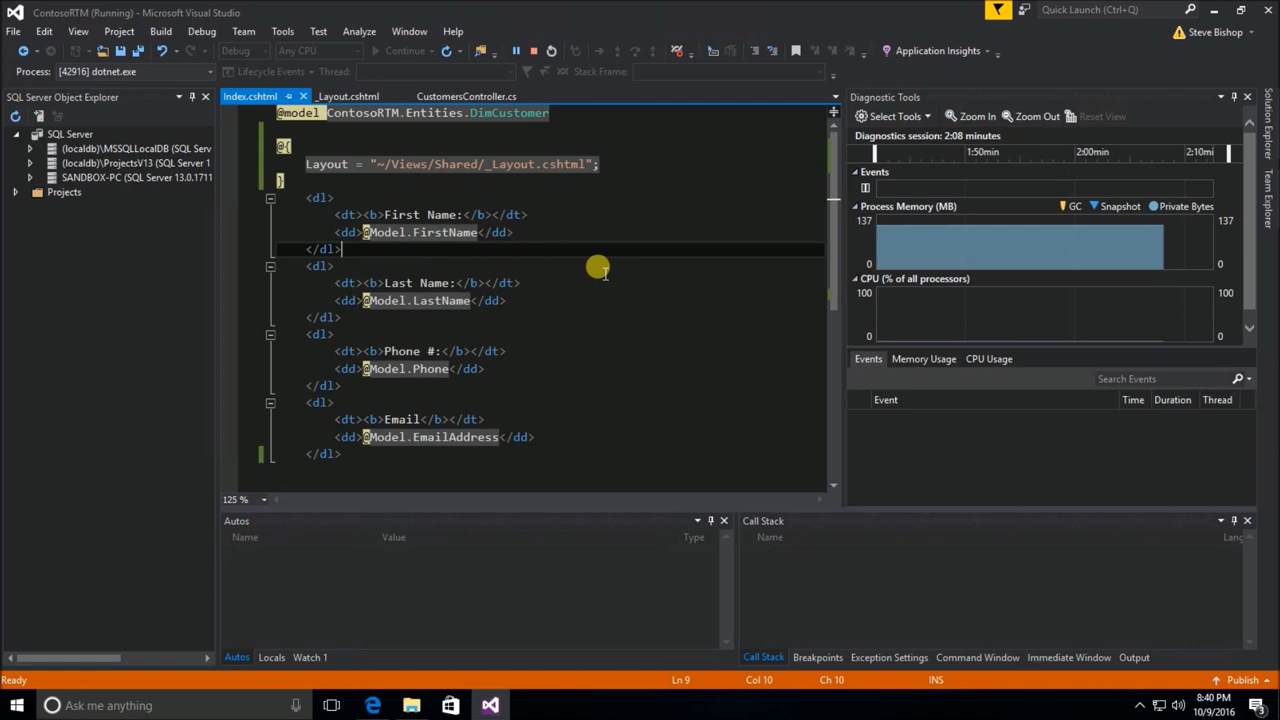 ContosoRTM (Running) - Microsoft Visual Studio
Quick Launch (Ctrl+Q)
File Edit View Project Build Debug Team Tools Test Analyze Window Help
Steve Bishop
Debug Any CPU Continue Application Insights
Process: [42916] dotnet.exe Lifecycle Events Thread: Stack Frame:
SQL Server Object Explorer
SQL Server
(localdb)\MSSQLLocalDB (SQL Serve
(localdb)\ProjectsV13 (SQL Server 1
SANDBOX-PC (SQL Server 13.0.1711
Projects
Index.cshtml _Layout.cshtml CustomersController.cs
@model ContosoRTM.Entities.DimCustomer
@{
Layout = "~/Views/Shared/_Layout.cshtml";
}
<dl>
<dt><b>First Name:</b></dt>
<dd>@Model.FirstName</dd>
</dl>
<dl>
<dt><b>Last Name:</b></dt>
<dd>@Model.LastName</dd>
</dl>
<dl>
<dt><b>Phone #:</b></dt>
<dd>@Model.Phone</dd>
</dl>
<dl>
<dt><b>Email</b></dt>
<dd>@Model.EmailAddress</dd>
</dl>
125 %
Diagnostic Tools
Select Tools Zoom In Zoom Out Reset View
Diagnostics session: 2:08 minutes
1:50min 2:00min 2:10mir
Events
Process Memory (MB) GC Snapshot Private Bytes
137 137
0 0
CPU (% of all processors)
100 100
0 0
Events Memory Usage CPU Usage
Search Events
Event Time Duration Thread
Solution Explorer
Team Explorer
Autos
Name Value Type
Autos Locals Watch 1
Call Stack
Name Lang
Call Stack Breakpoints Exception Settings Command Window Immediate Window Output
Ready Ln 9 Col 10 Ch 10 INS Publish
Ask me anything
8:40 PM
10/9/2016
3